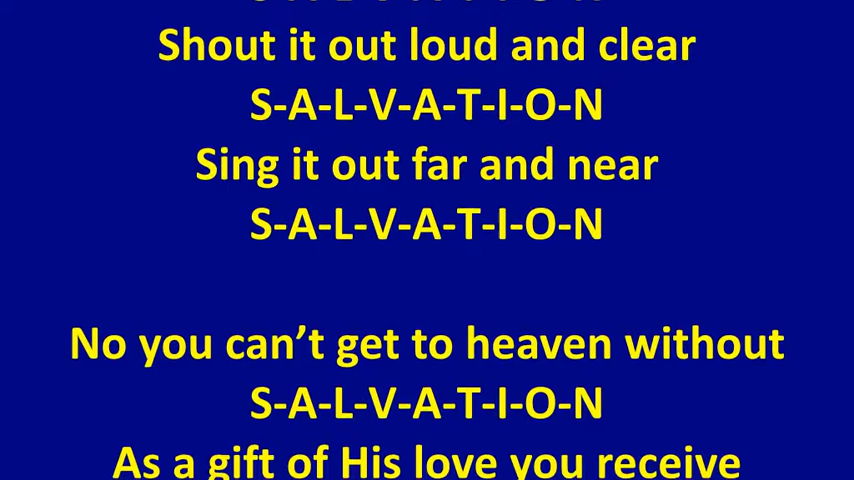 Shout it out loud and clear
S-A-L-V-A-T-I-O-N
Sing it out far and near
S-A-L-V-A-T-I-O-N
No you can’t get to heaven without
S-A-L-V-A-T-I-O-N
As a gift of His love you receive